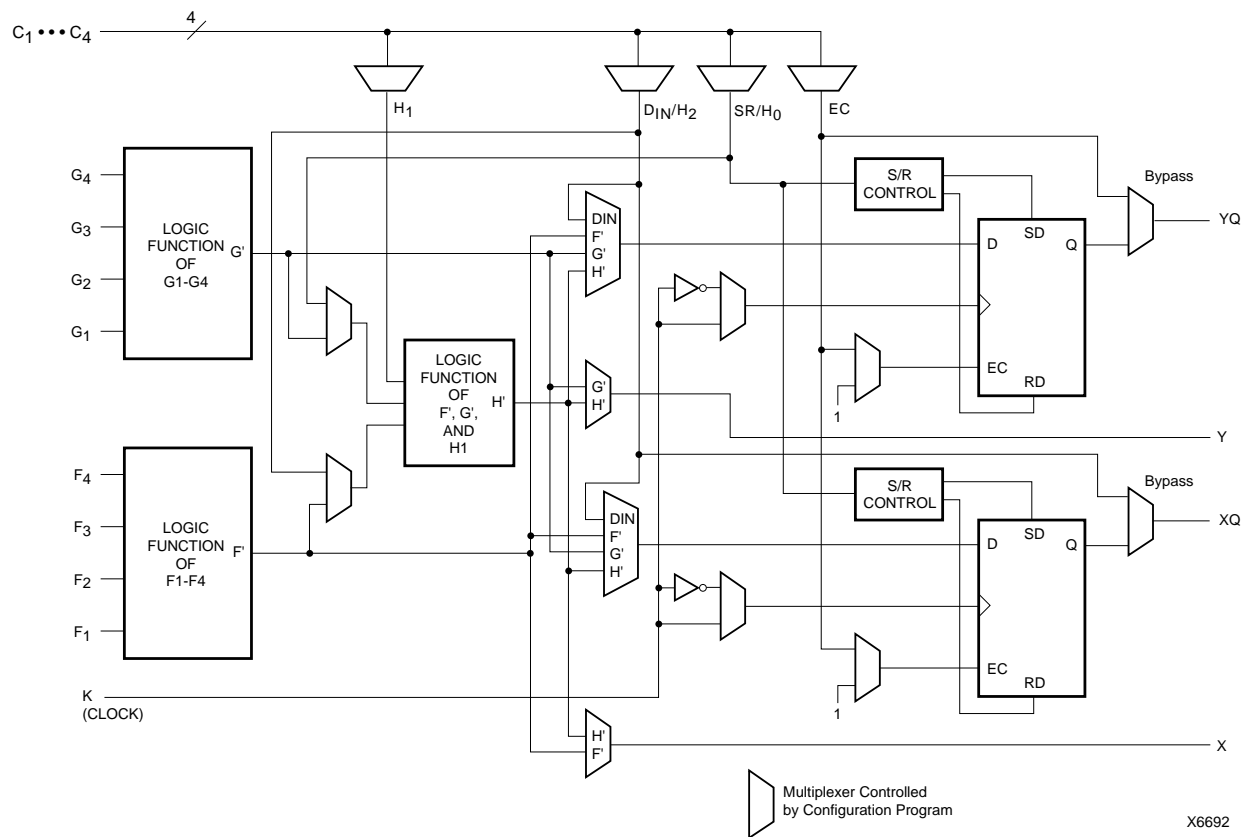 C1 ••• C4
4
H1
DIN/H2
SR/H0
EC
G4
G3
G2
G1
LOGIC
FUNCTION
OF
G1-G4
G'
DIN
F'
G'
H'
S/R
CONTROL
Bypass
YQ
D
SD
Q
EC
RD
1
LOGIC
FUNCTION
OF
F', G',
AND
H1
H'
G'
H'
Y
F4
F3
F2
F1
LOGIC
FUNCTION
OF
F1-F4
F'
DIN
F'
G'
H'
S/R
CONTROL
Bypass
XQ
D
SD
Q
EC
RD
1
K
(CLOCK)
H'
F'
X
Multiplexer Controlled
by Configuration Program
X6692